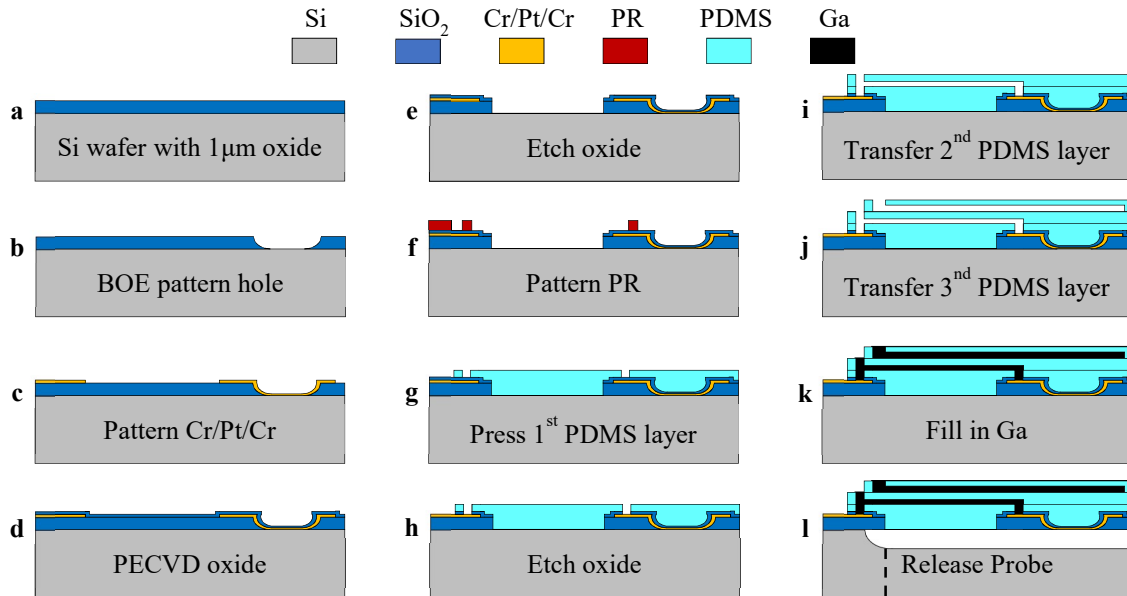 Si SiO2 Cr/Pt/Cr PR PDMS Ga
a
Si wafer with 1μm oxide
b
BOE pattern hole
c
Pattern Cr/Pt/Cr
d
PECVD oxide
e
Etch oxide
f
Pattern PR
g
Press 1st PDMS layer
h
Etch oxide
i
Transfer 2nd PDMS layer
j
Transfer 3nd PDMS layer
k
Fill in Ga
l
Release Probe